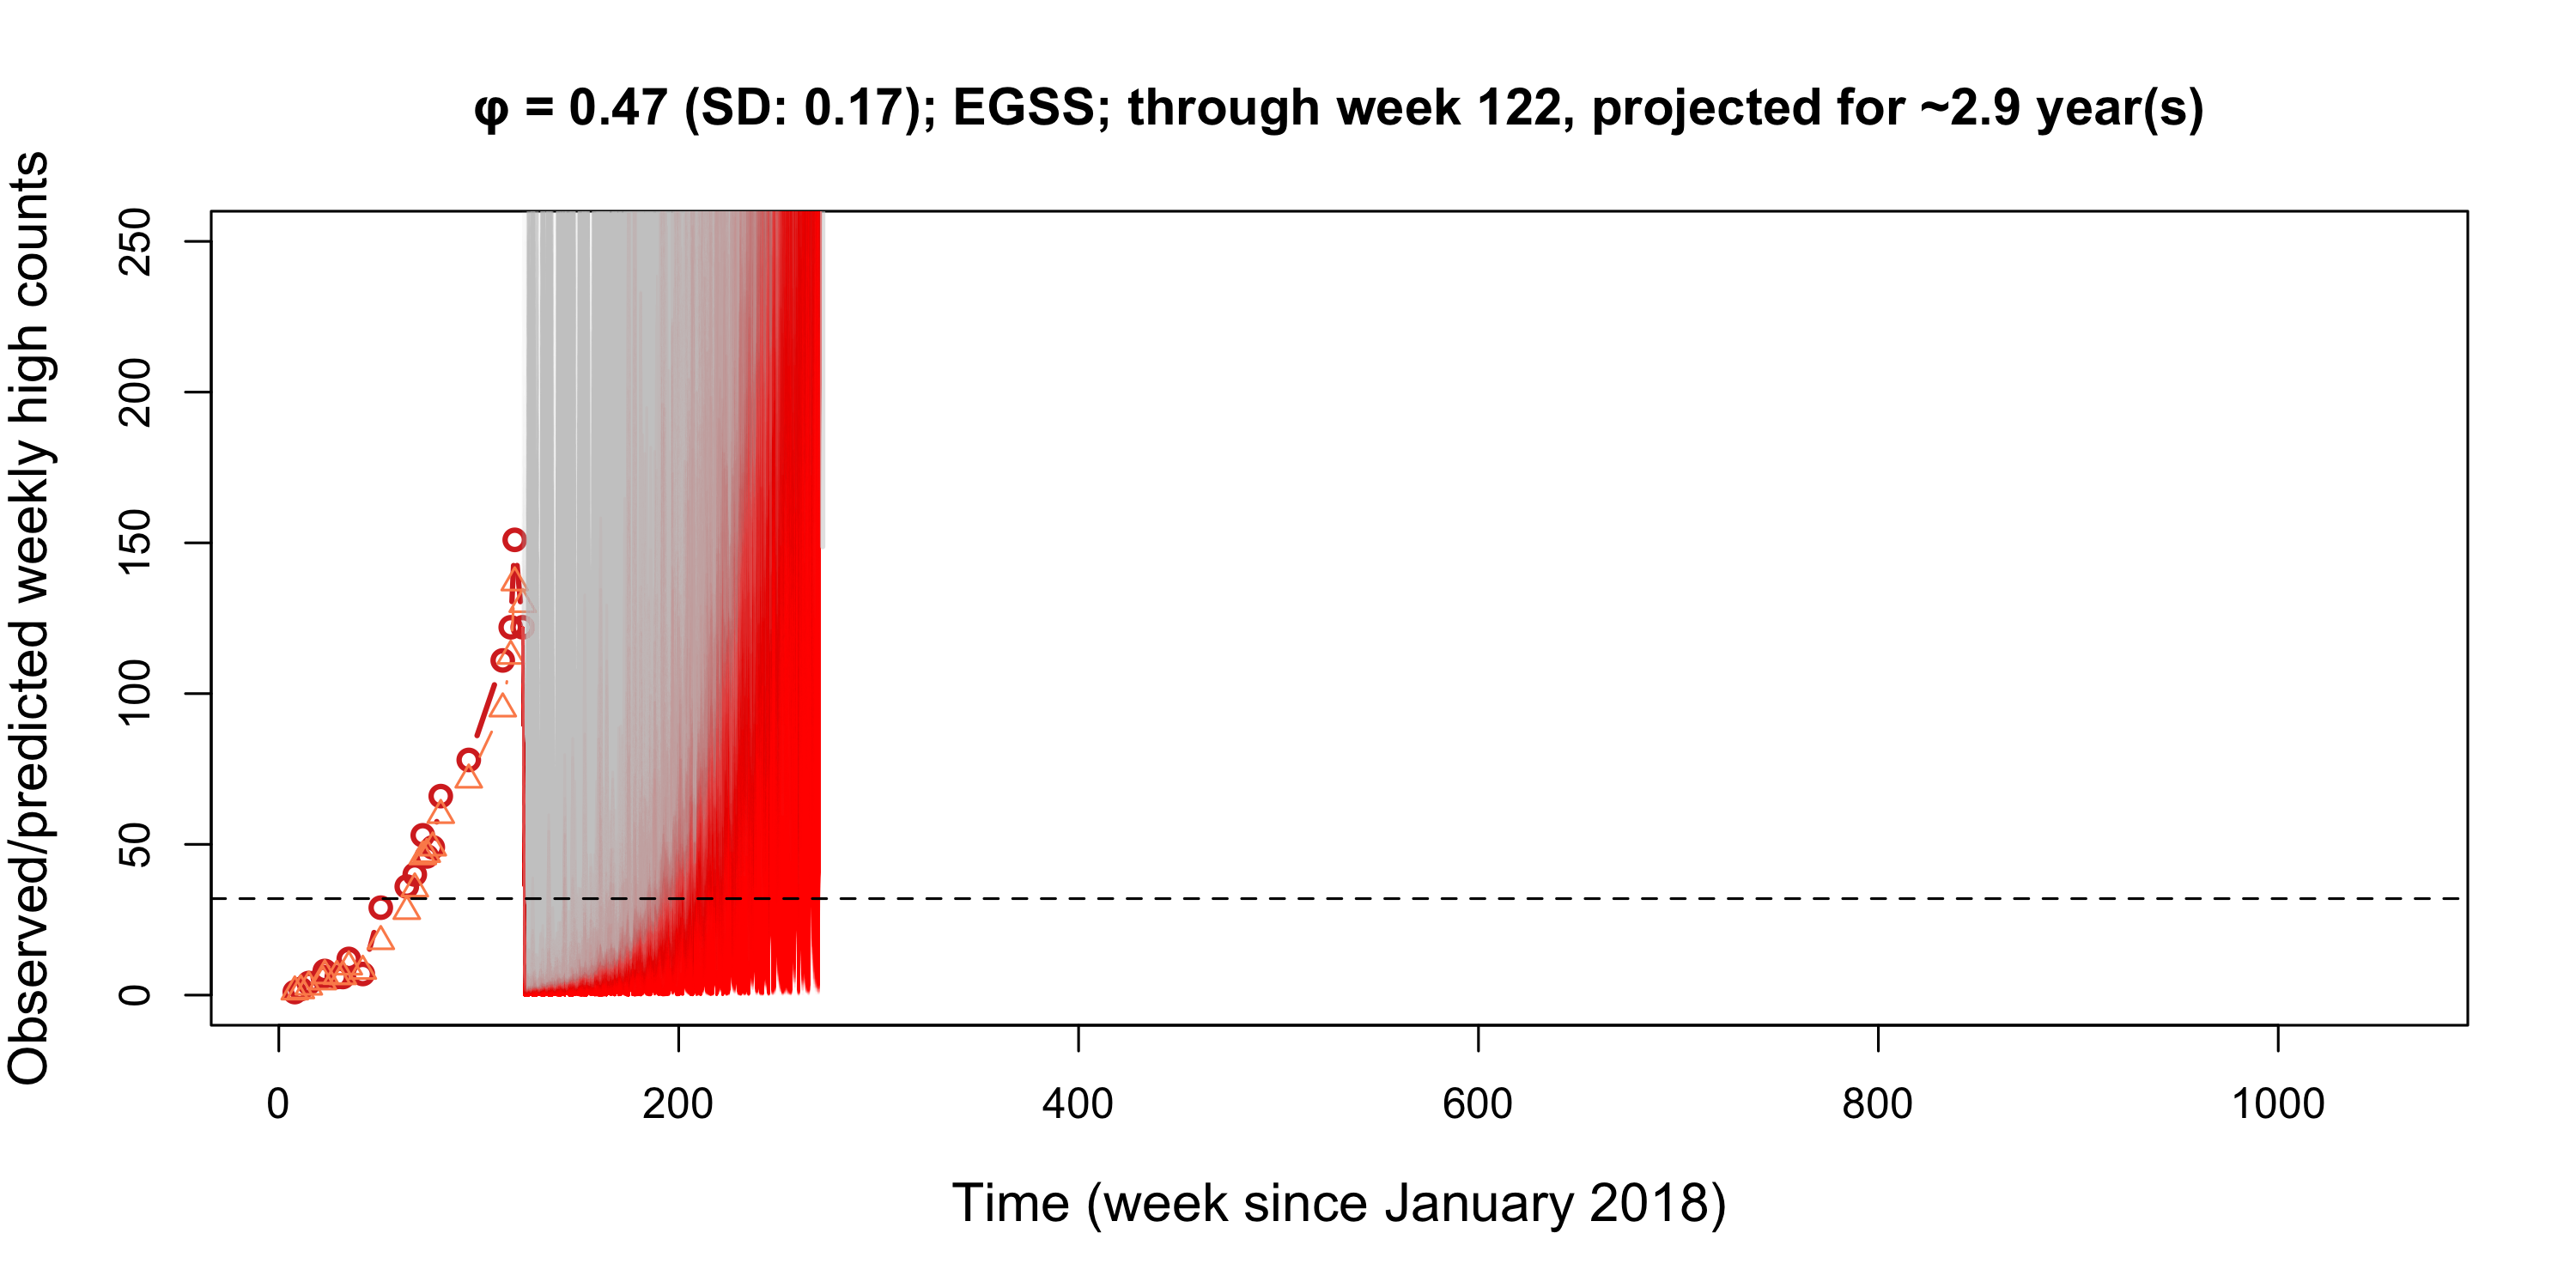 φ = 0.47 (SD: 0.17); EGSS; through week 122, projected for ~2.9 year(s)
Observed/predicted weekly high counts
250
200
150
100
50
0
0 200 400 600 800 1000
Time (week since January 2018)